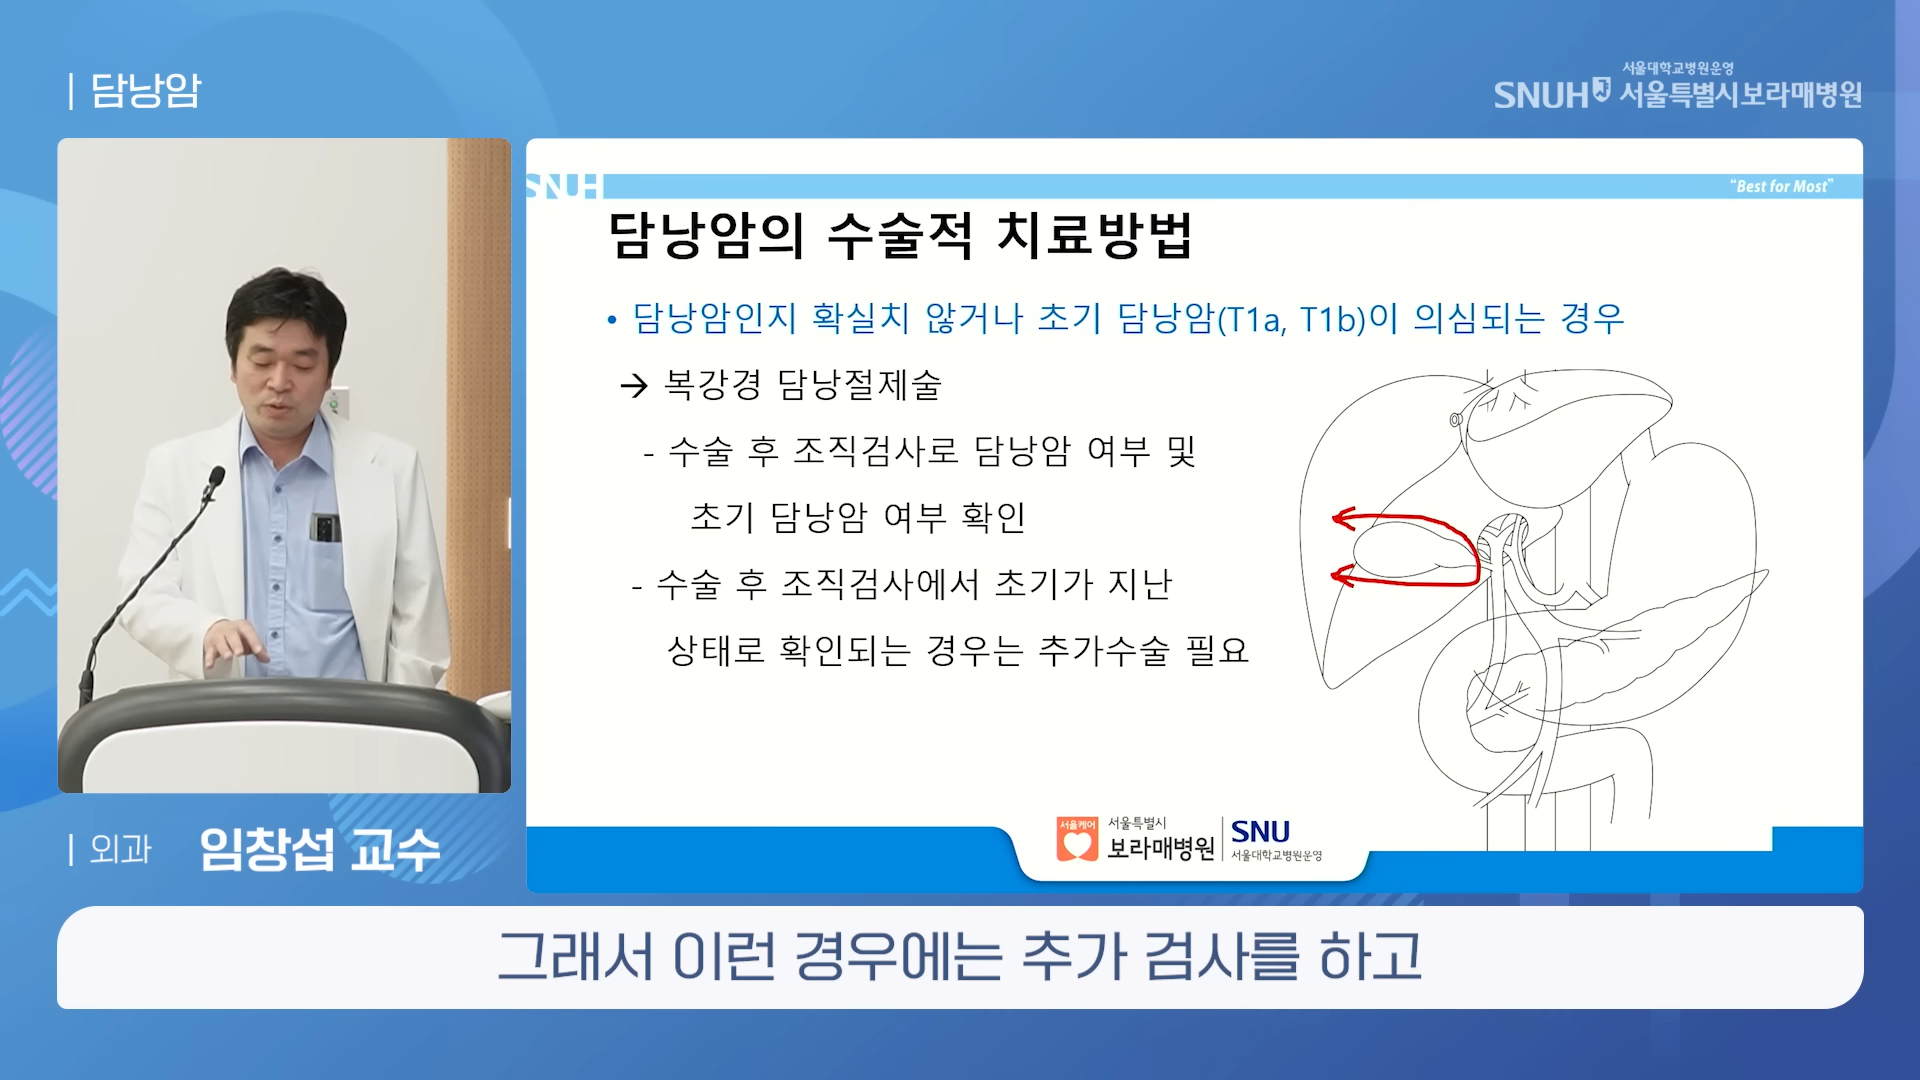 담낭암
서울대학교병원운영
SNUH 서울특별시보라매병원
SNUH
“Best for Most”
담낭암의 수술적 치료방법
• 담낭암인지 확실치 않거나 초기 담낭암(T1a, T1b)이 의심되는 경우
→ 복강경 담낭절제술
- 수술 후 조직검사로 담낭암 여부 및
초기 담낭암 여부 확인
- 수술 후 조직검사에서 초기가 지난
상태로 확인되는 경우는 추가수술 필요
서울케어
서울특별시
보라매병원
SNU
서울대학교병원운영
외과 임창섭 교수
그래서 이런 경우에는 추가 검사를 하고